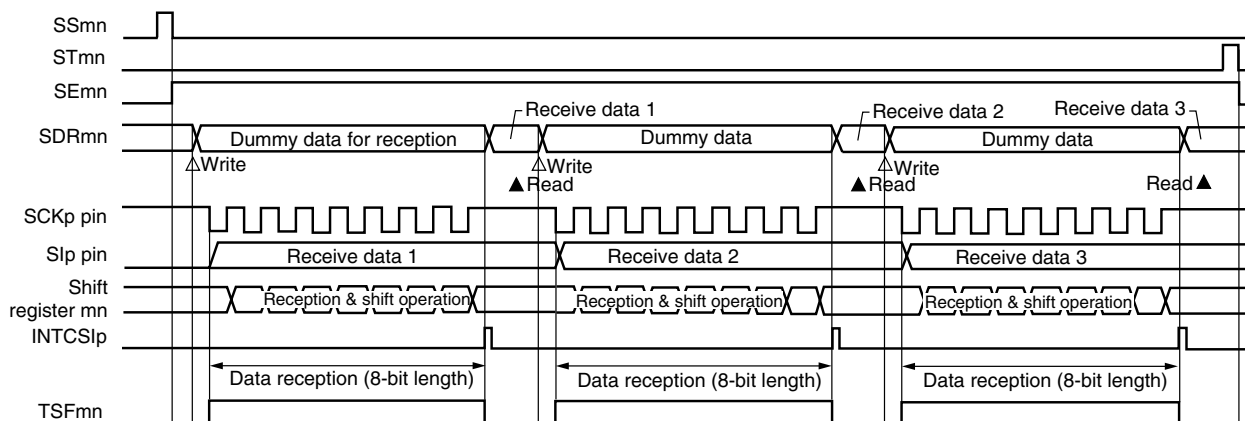 SSmn
STmn
SEmn
Receive data 1
Receive data 2
Receive data 3
SDRmn
Dummy data for reception
Dummy data
Dummy data
△Write
△Write
△Write
▲Read
▲Read
Read▲
SCKp pin
SIp pin
Receive data 1
Receive data 2
Receive data 3
Shift
register mn
Reception & shift operation
Reception & shift operation
Reception & shift operation
INTCSIp
Data reception (8-bit length)
Data reception (8-bit length)
Data reception (8-bit length)
TSFmn